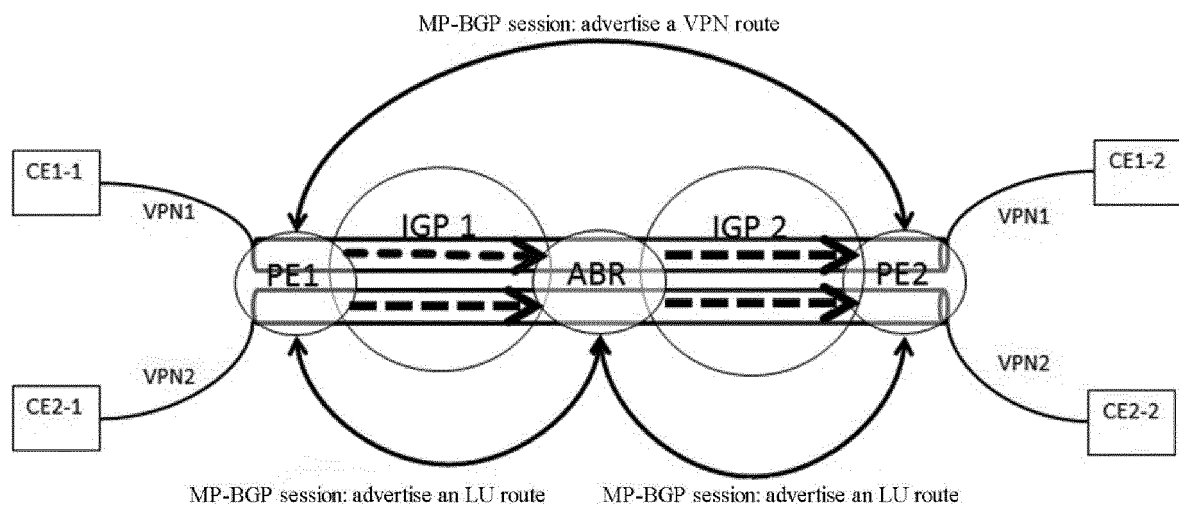 MP-BGP session: advertise a VPN route
CE1-1
CE1-2
VPN1
VPN1
IGP 1
IGP 2
PE1
ABR
PE2
VPN2
VPN2
CE2-1
CE2-2
MP-BGP session: advertise an LU route
MP-BGP session: advertise an LU route